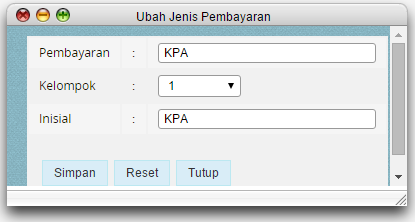 Ubah Jenis Pembayaran
Pembayaran : KPA
Kelompok : 1
Inisial : KPA
Simpan Reset Tutup